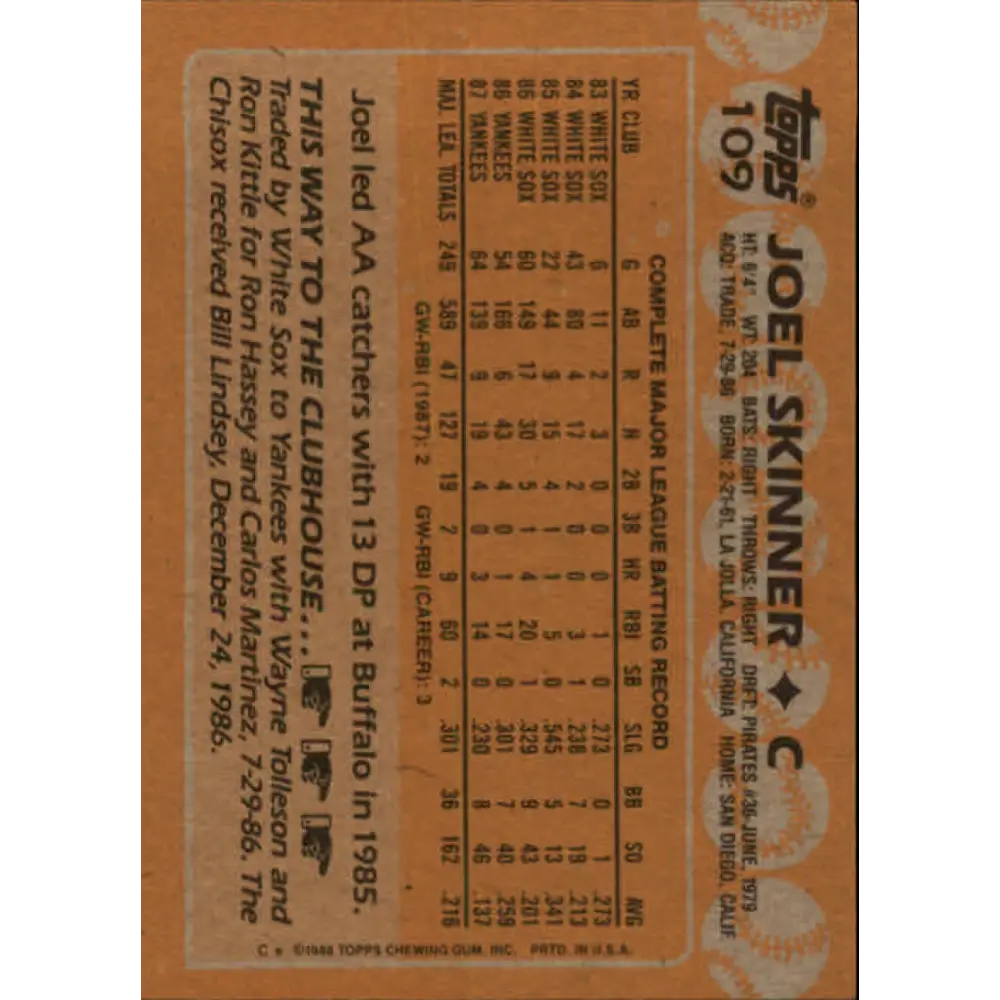 topps®
109
JOEL SKINNER ✦ C
HT: 6'4" WT: 204 BATS: RIGHT THROWS: RIGHT DRFT: PIRATES #36-JUNE, 1979
ACQ: TRADE, 7-29-86 BORN: 2-21-61, LA JOLLA, CALIFORNIA HOME: SAN DIEGO, CALIF.
COMPLETE MAJOR LEAGUE BATTING RECORD
YR CLUB G AB R H 2B 3B HR RBI SB SLG BB SO AVG
83 WHITE SOX 6 11 2 3 0 0 0 1 0 .273 0 1 .273
84 WHITE SOX 43 80 4 17 2 0 0 3 1 .238 7 19 .213
85 WHITE SOX 22 44 9 15 4 1 1 5 0 .545 5 13 .341
86 WHITE SOX 60 149 17 30 5 1 4 20 1 .329 9 43 .201
86 YANKEES 54 166 6 43 4 0 1 17 0 .301 7 40 .259
87 YANKEES 64 139 9 19 4 0 3 14 0 .230 8 46 .137
MAJ. LEA. TOTALS 249 589 47 127 19 2 9 60 2 .301 36 162 .216
GW-RBI (1987): 2 GW-RBI (CAREER): 3
Joel led AA catchers with 13 DP at Buffalo in 1985.
THIS WAY TO THE CLUBHOUSE...
Traded by White Sox to Yankees with Wayne Tolleson and
Ron Kittle for Ron Hassey and Carlos Martinez, 7-29-86. The
Chisox received Bill Lindsey, December 24, 1986.
C * ©1988 TOPPS CHEWING GUM, INC. PRTD. IN U.S.A.